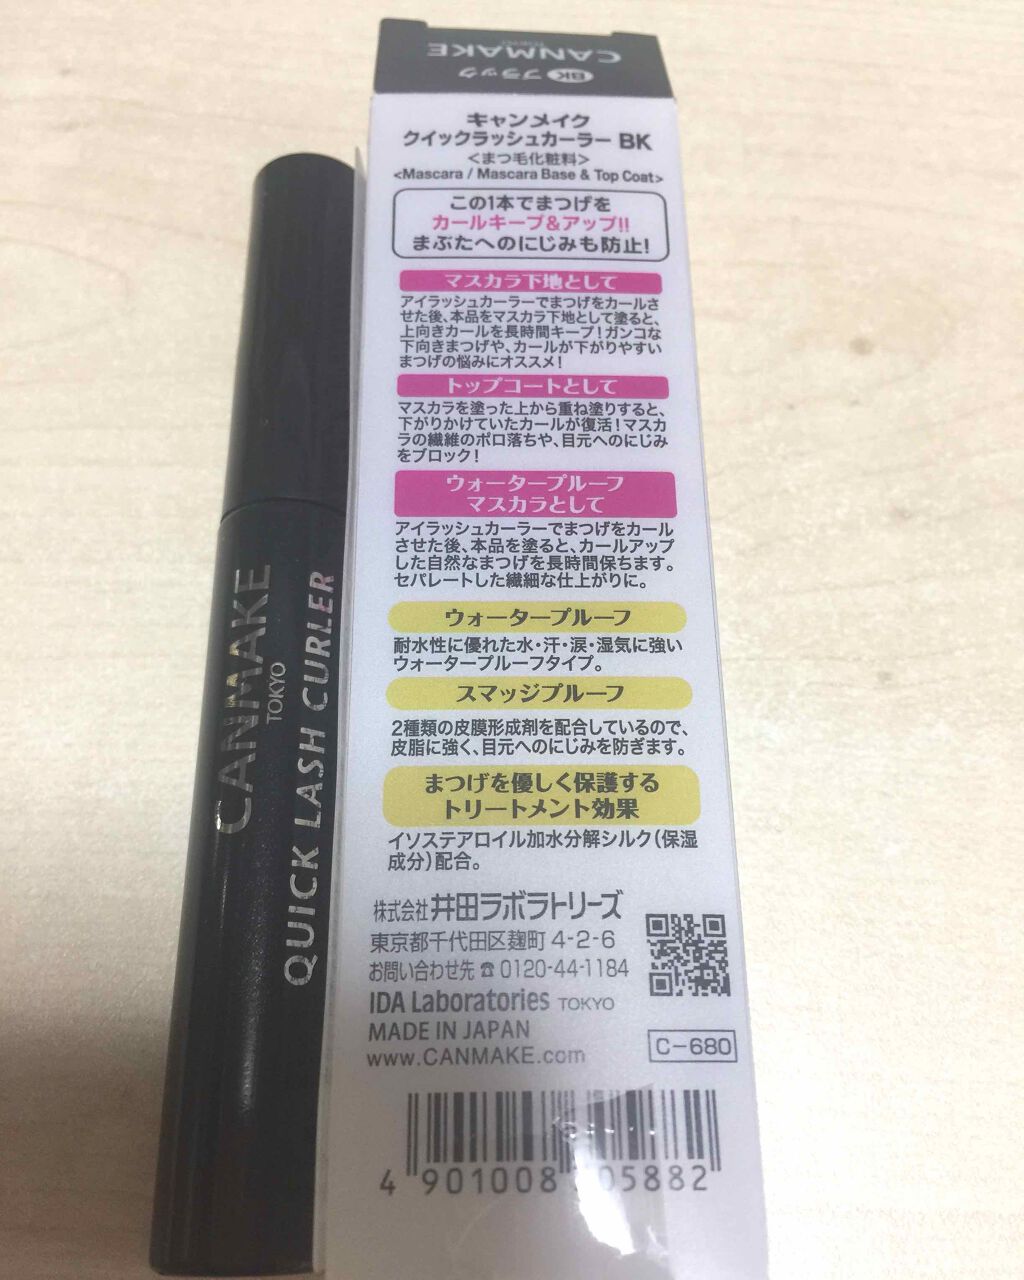 CANMAKE
TOKYO
BK ブラック
キャンメイク
クイックラッシュカーラー BK
<まつ毛化粧料>
<Mascara / Mascara Base & Top Coat>
この1本でまつげを
カールキープ&アップ!!
まぶたへのにじみも防止!
マスカラ下地として
アイラッシュカーラーでまつげをカールさ
せた後、本品をマスカラ下地として塗ると、
上向きカールを長時間キープ!ガンコな
下向きまつげや、カールが下がりやすい
まつげの悩みにオススメ!
トップコートとして
マスカラを塗った上から重ね塗りすると、
下がりかけていたカールが復活!マスカ
ラの繊維のポロ落ちや、目元へのにじみ
をブロック!
ウォータープルーフ
マスカラとして
アイラッシュカーラーでまつげをカール
させた後、本品を塗ると、カールアップ
した自然なまつげを長時間保ちます。
セパレートした繊細な仕上がりに。
ウォータープルーフ
耐水性に優れた水・汗・涙・湿気に強い
ウォータープルーフタイプ。
スマッジプルーフ
2種類の皮膜形成剤を配合しているので、
皮脂に強く、目元へのにじみを防ぎます。
まつげを優しく保護する
トリートメント効果
イソステアロイル加水分解シルク(保湿
成分)配合。
株式会社 井田ラボラトリーズ
東京都千代田区麹町 4-2-6
お問い合わせ先 ☎ 0120-44-1184
IDA Laboratories TOKYO
MADE IN JAPAN
www.CANMAKE.com
C-680
4 901008 305882
CANMAKE
TOKYO
QUICK LASH CURLER